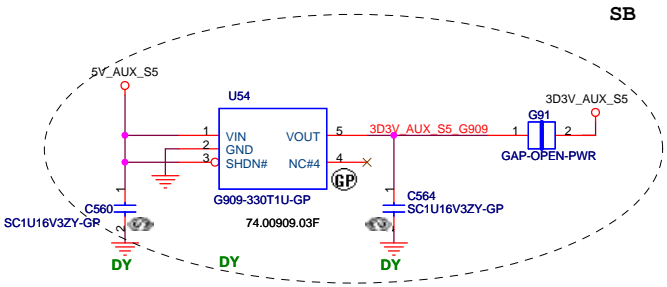 SB
5V_AUX_S5
U54
3D3V_AUX_S5
G91
1 VIN VOUT 5 3D3V_AUX_S5_G909 1 2
2 GND
3 SHDN# NC#4 4
GAP-OPEN-PWR
GP
1 G909-330T1U-GP 1 C564
C560 SC1U16V3ZY-GP
SC1U16V3ZY-GP 74.00909.03F
2 2
DY DY